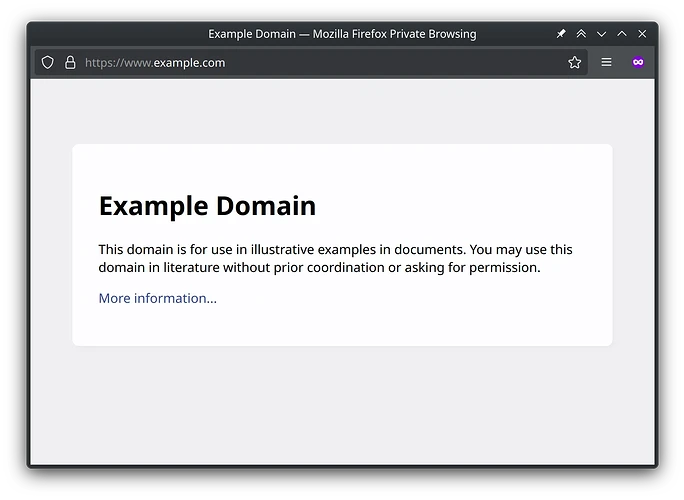 Example Domain — Mozilla Firefox Private Browsing
https://www.example.com
Example Domain
This domain is for use in illustrative examples in documents. You may use this
domain in literature without prior coordination or asking for permission.
More information...